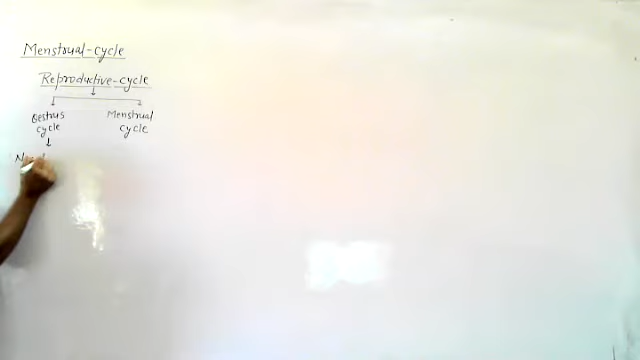 Menstrual-cycle
Reproductive-cycle
Oestrus Menstrual
cycle cycle